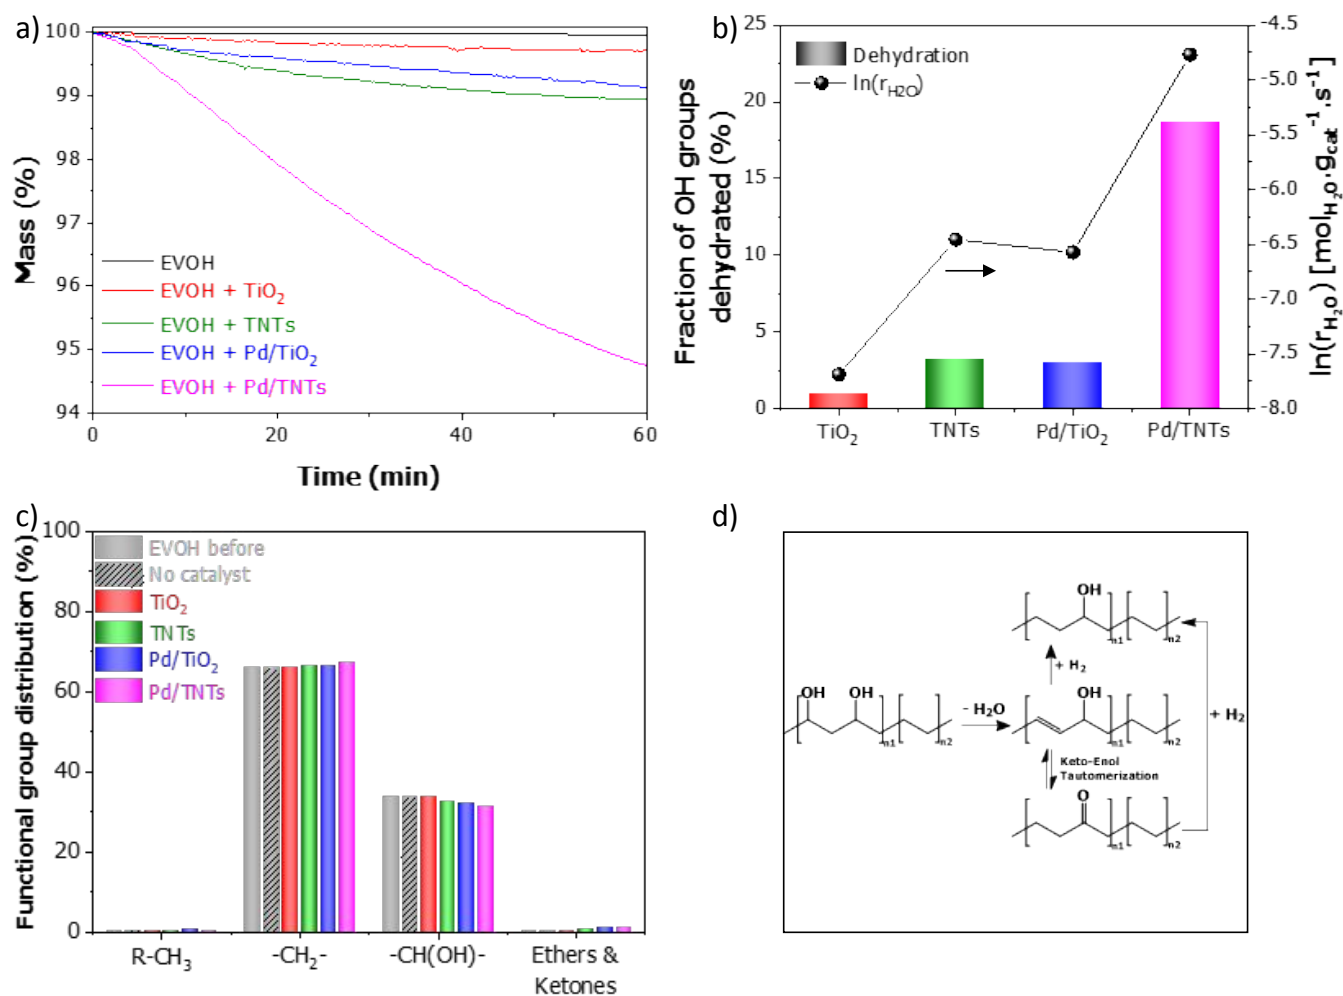 a)
100
99
98
97
96
95
94
Mass (%)
EVOH
EVOH + TiO₂
EVOH + TNTs
EVOH + Pd/TiO₂
EVOH + Pd/TNTs
0
20
40
60
Time (min)
b)
25
20
15
10
5
0
Fraction of OH groups
dehydrated (%)
Dehydration
ln(r_H2O)
-4.5
-5.0
-5.5
-6.0
-6.5
-7.0
-7.5
-8.0
ln(r_H₂O) [mol_H₂O·g_cat⁻¹·s⁻¹]
TiO₂
TNTs
Pd/TiO₂
Pd/TNTs
c)
100
80
60
40
20
0
Functional group distribution (%)
EVOH before
No catalyst
TiO₂
TNTs
Pd/TiO₂
Pd/TNTs
R-CH₃
-CH₂-
-CH(OH)-
Ethers &
Ketones
d)
OH
n1
n2
+ H₂
OH OH
n1
n2
- H₂O
OH
n1
n2
+ H₂
Keto-Enol
Tautomerization
O
n1
n2